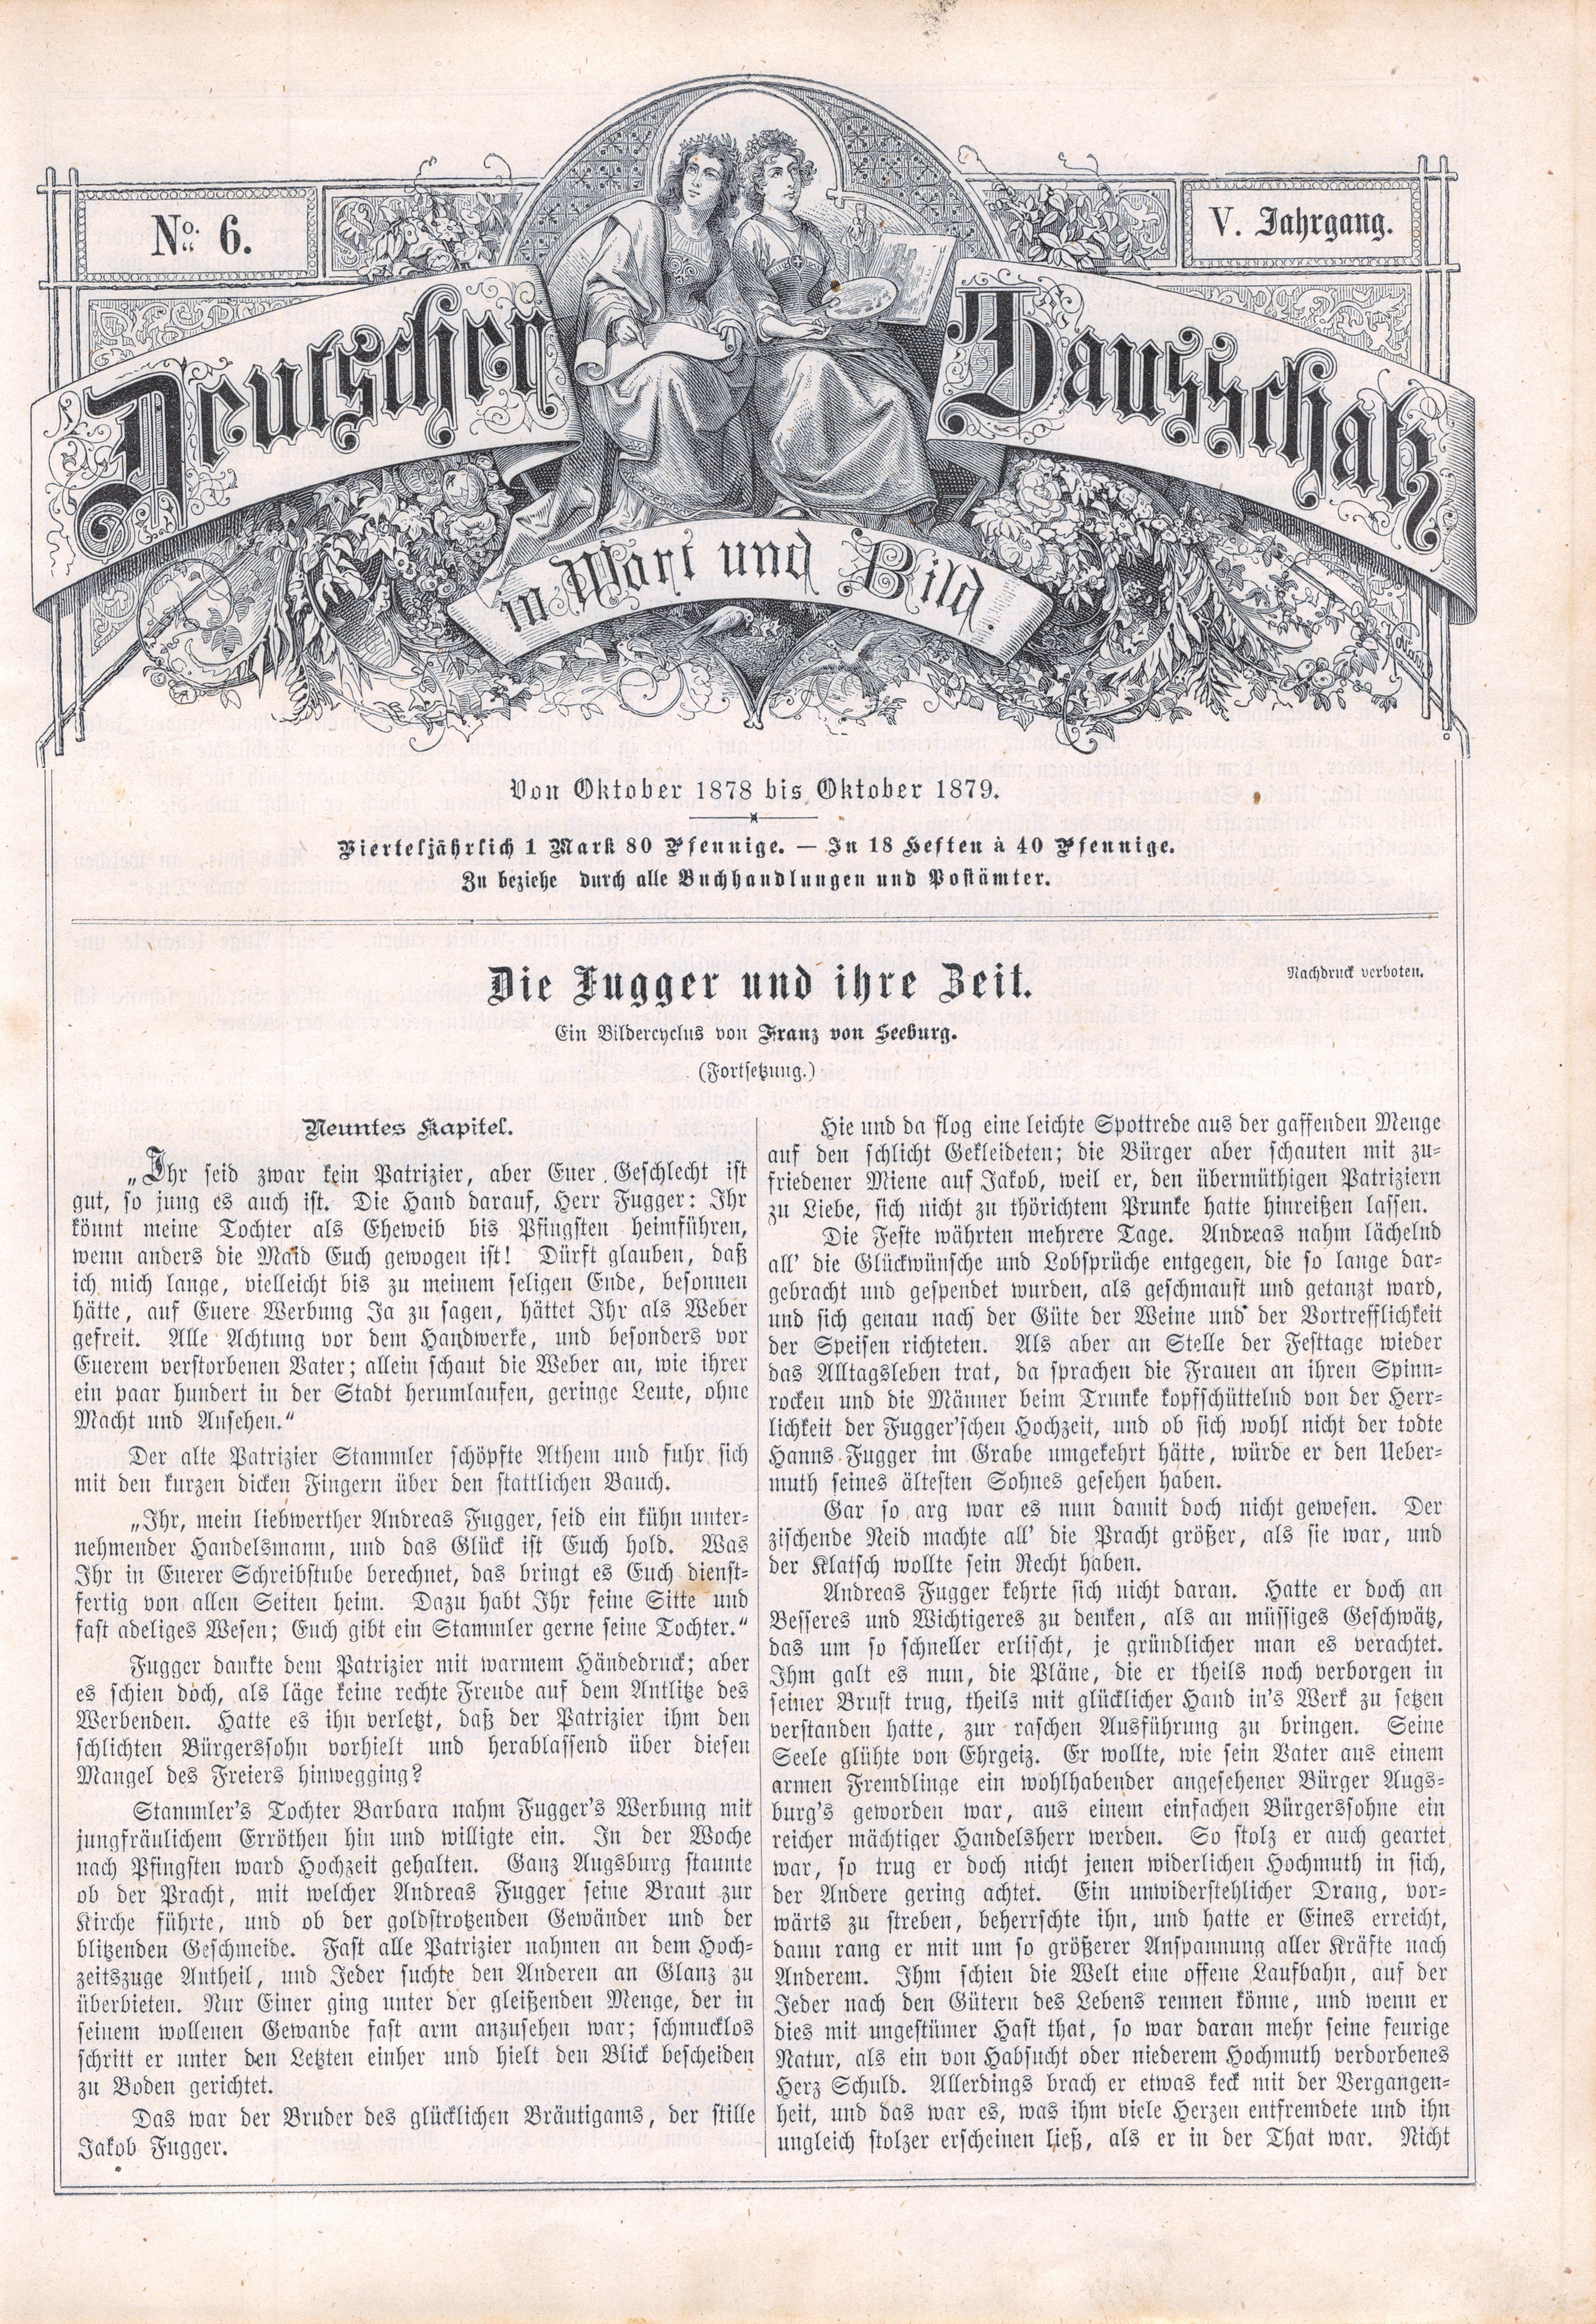 No. 6.
V. Jahrgang.
Deutscher Hausschatz
in Wort und Bild.
Von Oktober 1878 bis Oktober 1879.
Vierteljährlich 1 Mark 80 Pfennige. — In 18 Heften à 40 Pfennige.
Zu beziehe durch alle Buchhandlungen und Postämter.
Die Fugger und ihre Zeit.
Nachdruck verboten.
Ein Bildercyclus von Franz von Seeburg.
(Fortsetzung.)
Neuntes Kapitel.
„Ihr seid zwar kein Patrizier, aber Euer Geschlecht ist
gut, so jung es auch ist. Die Hand darauf, Herr Fugger: Ihr
könnt meine Tochter als Eheweib bis Pfingsten heimführen,
wenn anders die Maid Euch gewogen ist! Dürft glauben, daß
ich mich lange, vielleicht bis zu meinem seligen Ende, besonnen
hätte, auf Euere Werbung Ja zu sagen, hättet Ihr als Weber
gefreit. Alle Achtung vor dem Handwerke, und besonders vor
Euerem verstorbenen Vater; allein schaut die Weber an, wie ihrer
ein paar hundert in der Stadt herumlaufen, geringe Leute, ohne
Macht und Ansehen.“
Der alte Patrizier Stammler schöpfte Athem und fuhr sich
mit den kurzen dicken Fingern über den stattlichen Bauch.
„Ihr, mein liebwerther Andreas Fugger, seid ein kühn unter-
nehmender Handelsmann, und das Glück ist Euch hold. Was
Ihr in Euerer Schreibstube berechnet, das bringt es Euch dienst-
fertig von allen Seiten heim. Dazu habt Ihr feine Sitte und
fast adeliges Wesen; Euch gibt ein Stammler gerne seine Tochter.“
Fugger dankte dem Patrizier mit warmem Händedruck; aber
es schien doch, als läge keine rechte Freude auf dem Antlitze des
Werbenden. Hatte es ihn verletzt, daß der Patrizier ihm den
schlichten Bürgerssohn vorhielt und herablassend über diesen
Mangel des Freiers hinwegging?
Stammler's Tochter Barbara nahm Fugger's Werbung mit
jungfräulichem Erröthen hin und willigte ein. In der Woche
nach Pfingsten ward Hochzeit gehalten. Ganz Augsburg staunte
ob der Pracht, mit welcher Andreas Fugger seine Braut zur
Kirche führte, und ob der goldstrotzenden Gewänder und der
blitzenden Geschmeide. Fast alle Patrizier nahmen an dem Hoch-
zeitszuge Antheil, und Jeder suchte den Anderen an Glanz zu
überbieten. Nur Einer ging unter der gleißenden Menge, der in
seinem wollenen Gewande fast arm anzusehen war; schmucklos
schritt er unter den Letzten einher und hielt den Blick bescheiden
zu Boden gerichtet.
Das war der Bruder des glücklichen Bräutigams, der stille
Jakob Fugger.
Hie und da flog eine leichte Spottrede aus der gaffenden Menge
auf den schlicht Gekleideten; die Bürger aber schauten mit zu-
friedener Miene auf Jakob, weil er, den übermüthigen Patriziern
zu Liebe, sich nicht zu thörichtem Prunke hatte hinreißen lassen.
Die Feste währten mehrere Tage. Andreas nahm lächelnd
all' die Glückwünsche und Lobsprüche entgegen, die so lange dar-
gebracht und gespendet wurden, als geschmaust und getanzt ward,
und sich genau nach der Güte der Weine und der Vortrefflichkeit
der Speisen richteten. Als aber an Stelle der Festtage wieder
das Alltagsleben trat, da sprachen die Frauen an ihren Spinn-
rocken und die Männer beim Trunke kopfschüttelnd von der Herr-
lichkeit der Fugger'schen Hochzeit, und ob sich wohl nicht der todte
Hanns Fugger im Grabe umgekehrt hätte, würde er den Ueber-
muth seines ältesten Sohnes gesehen haben.
Gar so arg war es nun damit doch nicht gewesen. Der
zischende Neid machte all' die Pracht größer, als sie war, und
der Klatsch wollte sein Recht haben.
Andreas Fugger kehrte sich nicht daran. Hatte er doch an
Besseres und Wichtigeres zu denken, als an müssiges Geschwätz,
das um so schneller erlischt, je gründlicher man es verachtet.
Ihm galt es nun, die Pläne, die er theils noch verborgen in
seiner Brust trug, theils mit glücklicher Hand in's Werk zu setzen
verstanden hatte, zur raschen Ausführung zu bringen. Seine
Seele glühte von Ehrgeiz. Er wollte, wie sein Vater aus einem
armen Fremdlinge ein wohlhabender angesehener Bürger Augs-
burg's geworden war, aus einem einfachen Bürgerssohne ein
reicher mächtiger Handelsherr werden. So stolz er auch geartet
war, so trug er doch nicht jenen widerlichen Hochmuth in sich,
der Andere gering achtet. Ein unwiderstehlicher Drang, vor-
wärts zu streben, beherrschte ihn, und hatte er Eines erreicht,
dann rang er mit um so größerer Anspannung aller Kräfte nach
Anderem. Ihm schien die Welt eine offene Laufbahn, auf der
Jeder nach den Gütern des Lebens rennen könne, und wenn er
dies mit ungestümer Hast that, so war daran mehr seine feurige
Natur, als ein von Habsucht oder niederem Hochmuth verdorbenes
Herz Schuld. Allerdings brach er etwas keck mit der Vergangen-
heit, und das war es, was ihm viele Herzen entfremdete und ihn
ungleich stolzer erscheinen ließ, als er in der That war. Nicht